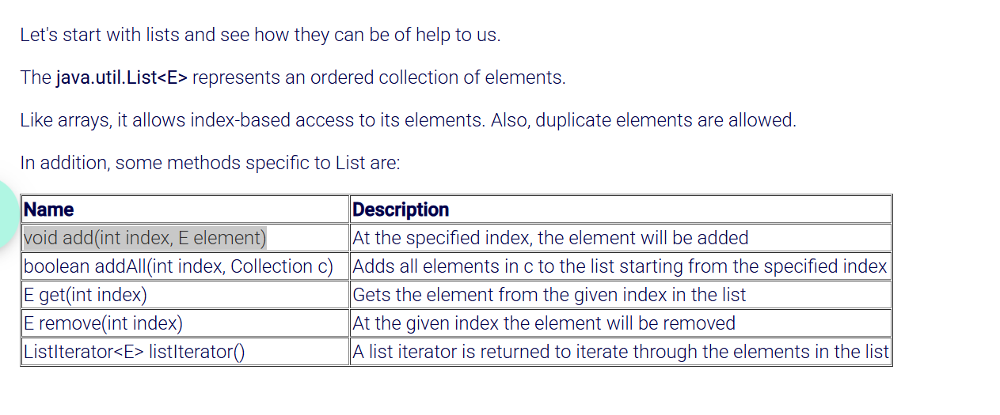 Let's start with lists and see how they can be of help to us.
The java.util.List<E> represents an ordered collection of elements.
Like arrays, it allows index-based access to its elements. Also, duplicate elements are allowed.
In addition, some methods specific to List are:
Name Description
void add(int index, E element) At the specified index, the element will be added
boolean addAll(int index, Collection c) Adds all elements in c to the list starting from the specified index
E get(int index) Gets the element from the given index in the list
E remove(int index) At the given index the element will be removed
ListIterator<E> listIterator() A list iterator is returned to iterate through the elements in the list